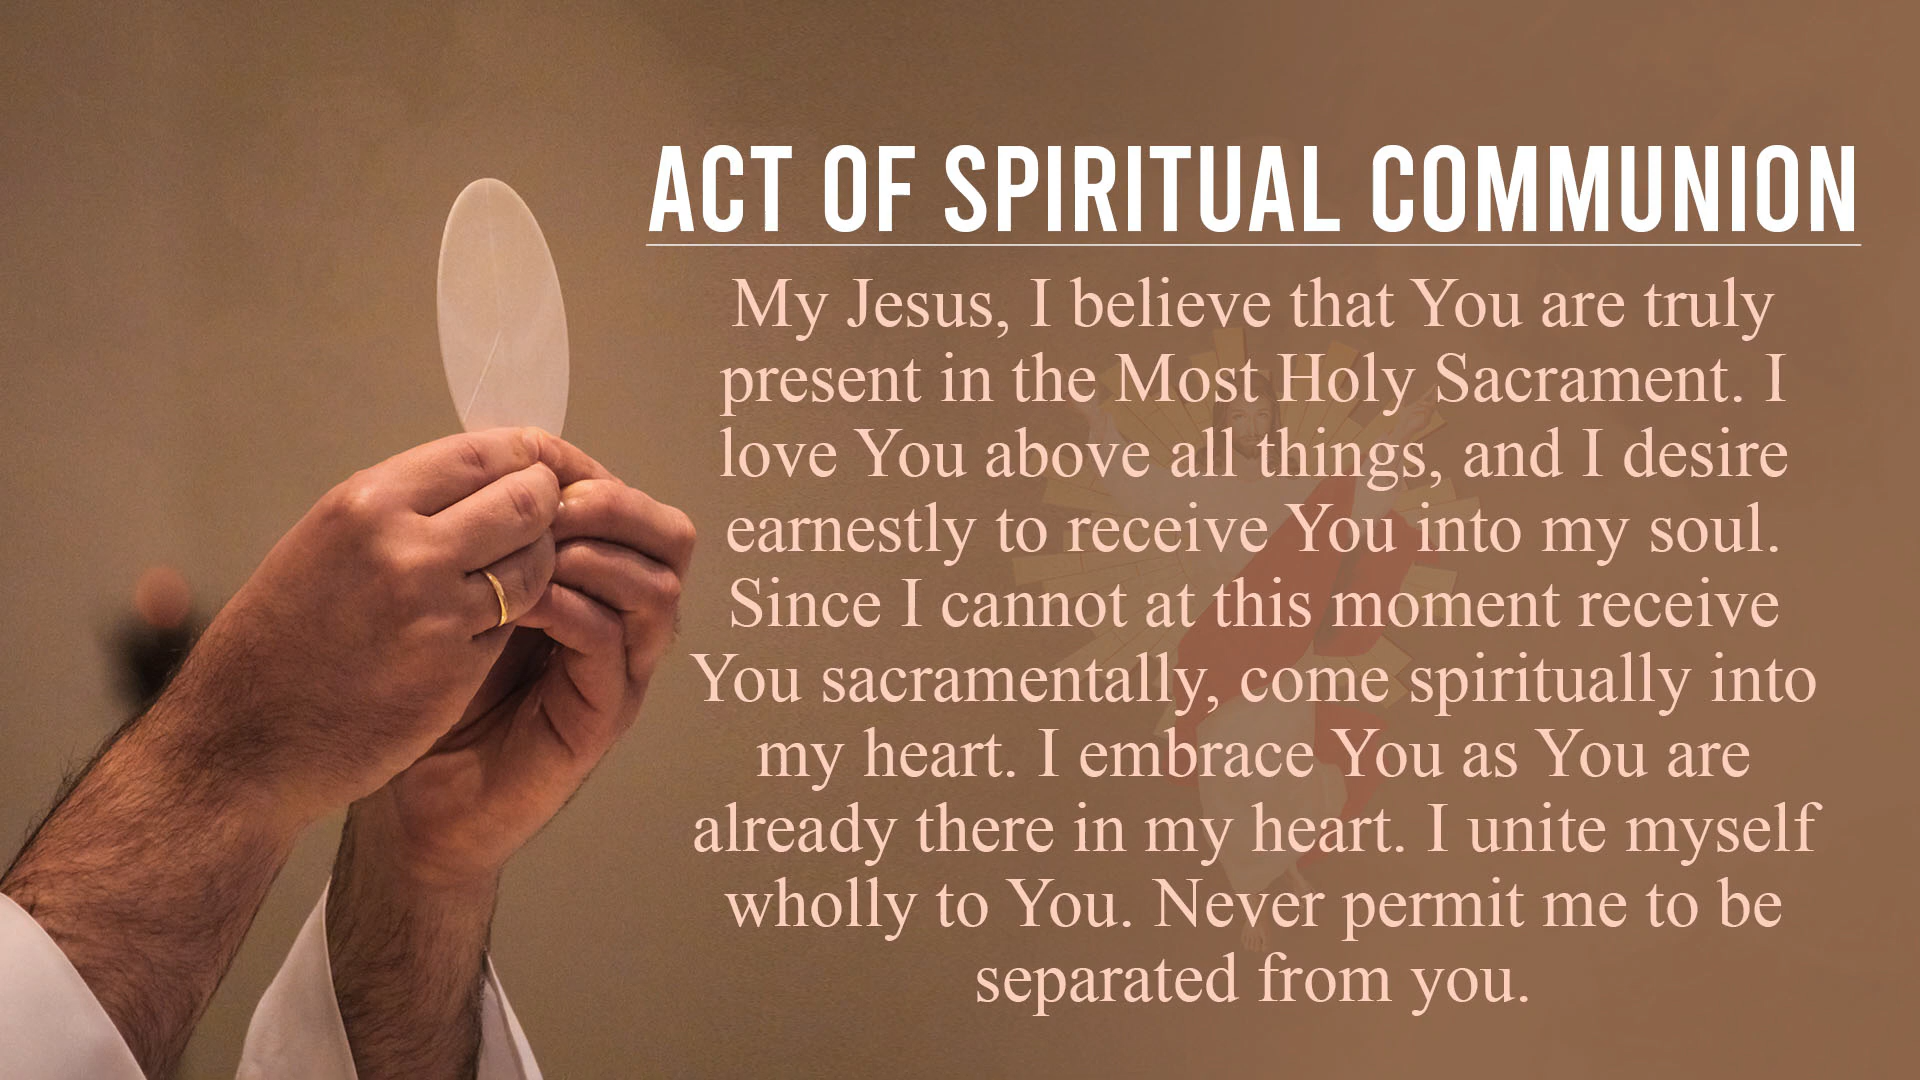 ACT OF SPIRITUAL COMMUNION
My Jesus, I believe that You are truly
present in the Most Holy Sacrament. I
love You above all things, and I desire
earnestly to receive You into my soul.
Since I cannot at this moment receive
You sacramentally, come spiritually into
my heart. I embrace You as You are
already there in my heart. I unite myself
wholly to You. Never permit me to be
separated from you.